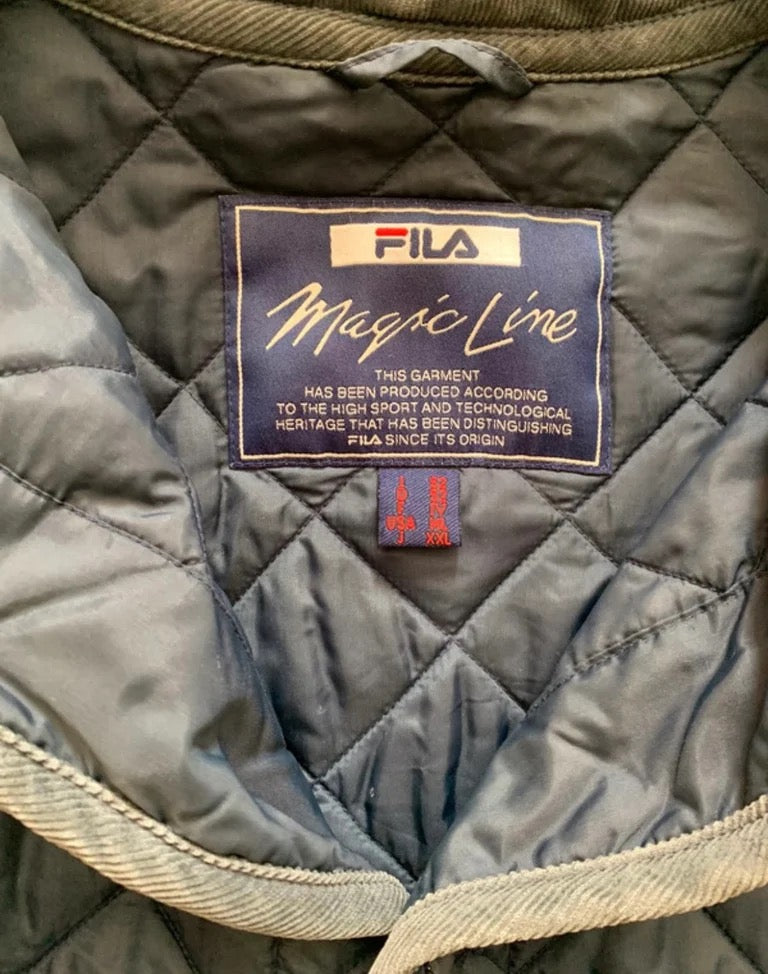 FILA
Magic Line
THIS GARMENT
HAS BEEN PRODUCED ACCORDING
TO THE HIGH SPORT AND TECHNOLOGICAL
HERITAGE THAT HAS BEEN DISTINGUISHING
FILA SINCE ITS ORIGIN
I
D
F IV
USA
J XXL